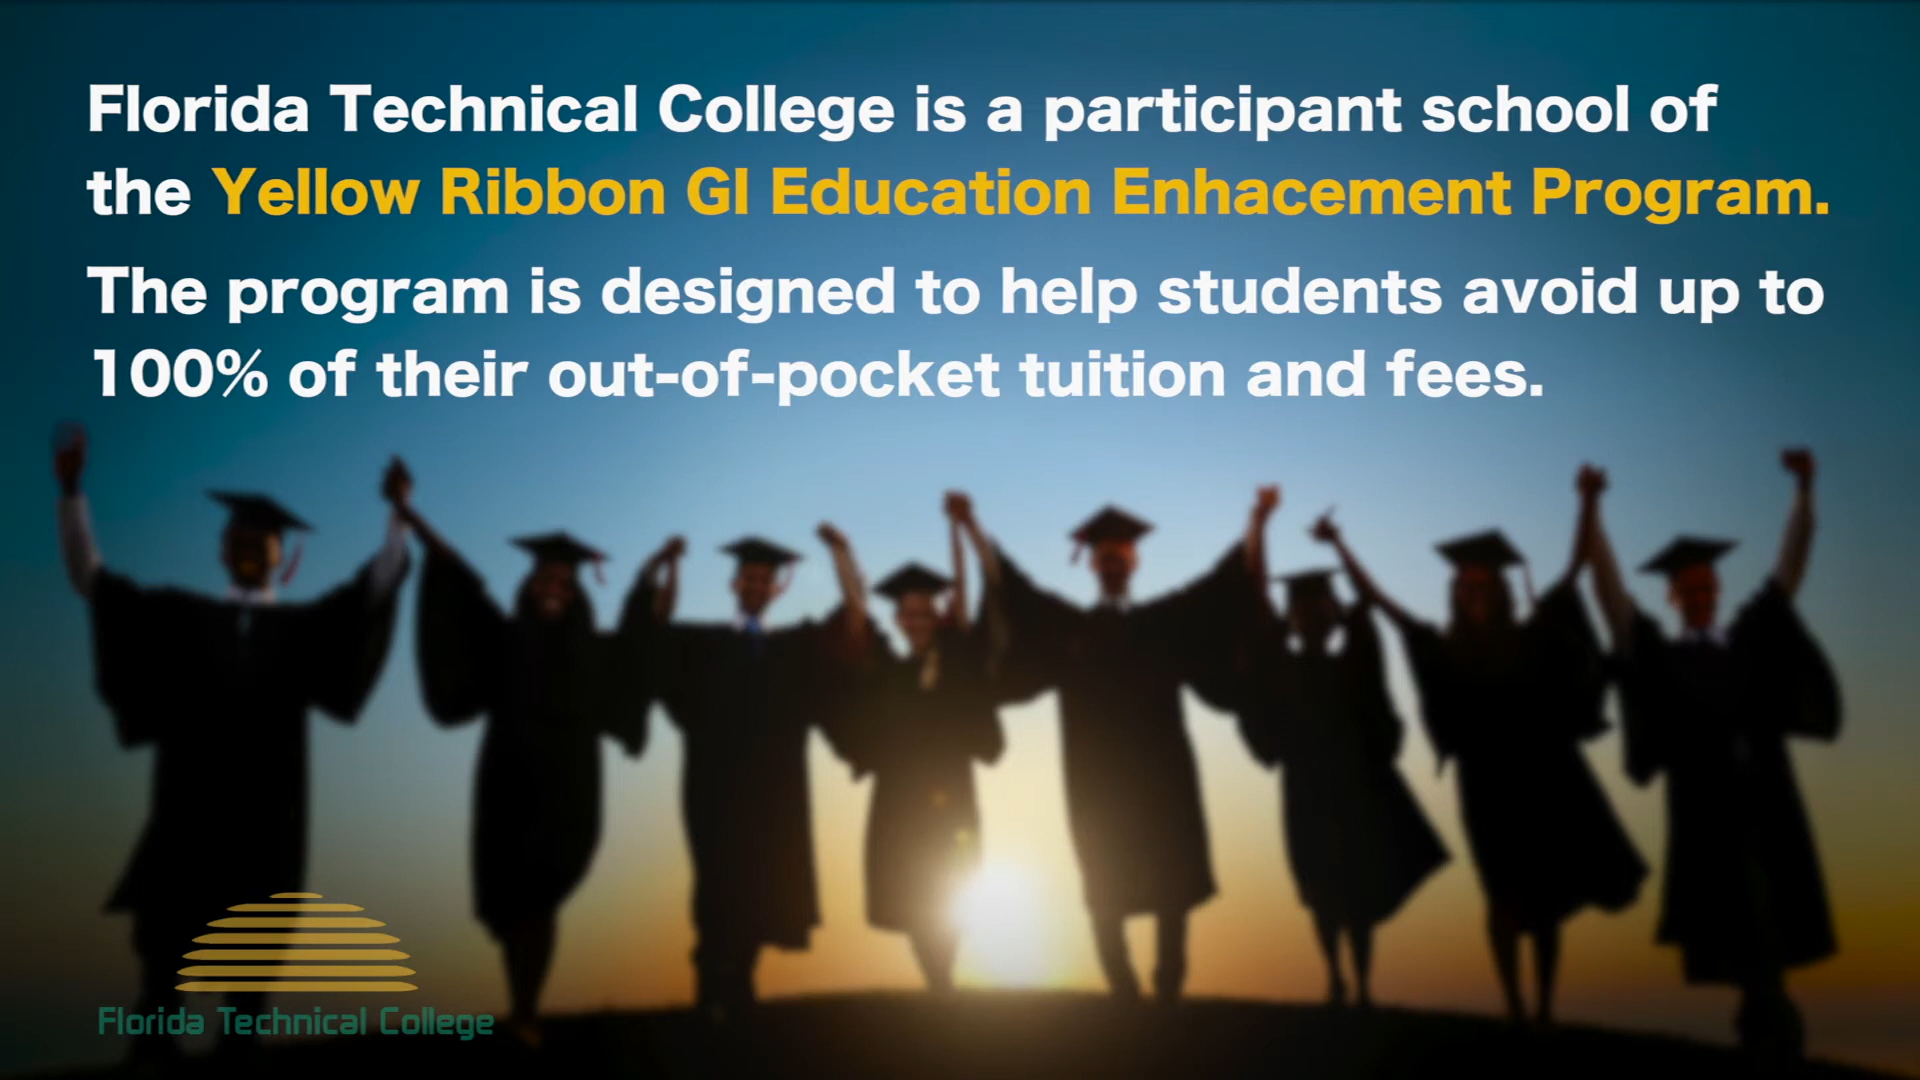 Florida Technical College is a participant school of
the Yellow Ribbon GI Education Enhacement Program.
The program is designed to help students avoid up to
100% of their out-of-pocket tuition and fees.
Florida Technical College